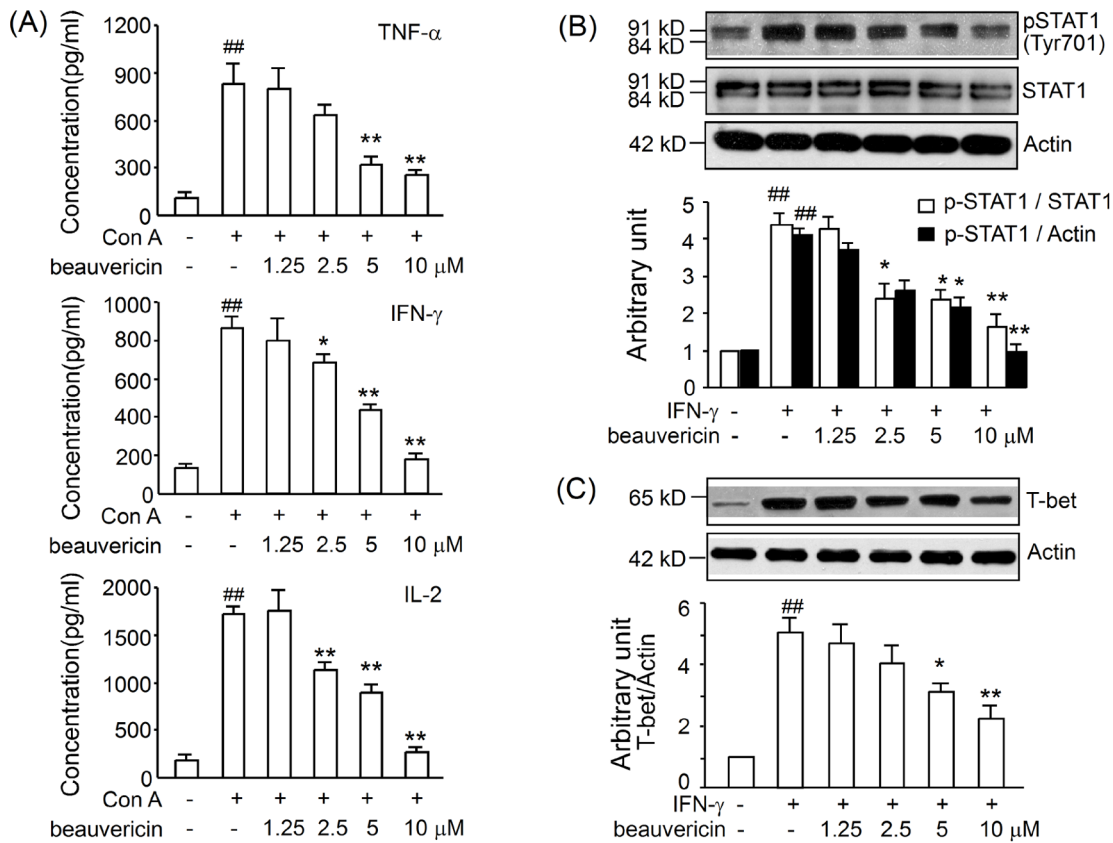 (A)
TNF-α
Concentration(pg/ml)
1200
900
600
300
0
##
**
**
Con A - + + + + +
beauvericin - - 1.25 2.5 5 10 μM
IFN-γ
Concentration(pg/ml)
1000
800
600
400
200
0
##
*
**
**
Con A - + + + + +
beauvericin - - 1.25 2.5 5 10 μM
IL-2
Concentration(pg/ml)
2000
1500
1000
500
0
##
**
**
**
Con A - + + + + +
beauvericin - - 1.25 2.5 5 10 μM
(B)
91 kD
84 kD
pSTAT1
(Tyr701)
91 kD
84 kD
STAT1
42 kD
Actin
p-STAT1 / STAT1
p-STAT1 / Actin
Arbitrary unit
5
4
3
2
1
0
##
##
*
*
*
**
**
IFN-γ - + + + + +
beauvericin - - 1.25 2.5 5 10 μM
(C)
65 kD
T-bet
42 kD
Actin
Arbitrary unit
T-bet/Actin
6
4
2
0
##
*
**
IFN-γ - + + + + +
beauvericin - - 1.25 2.5 5 10 μM